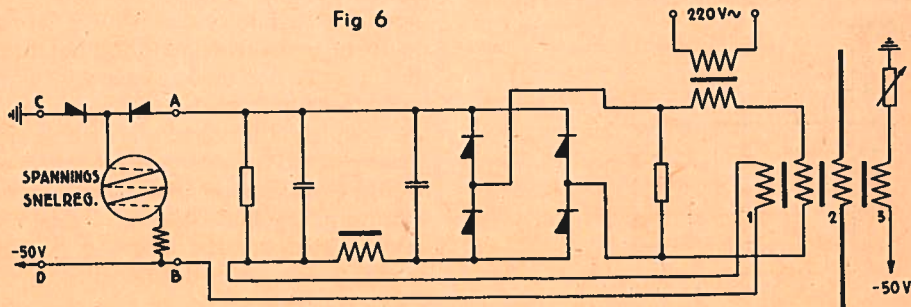 Fig 6
220V~
C
A
SPANNINGS
SNELREG.
-50V
D
B
1
2
3
-50V